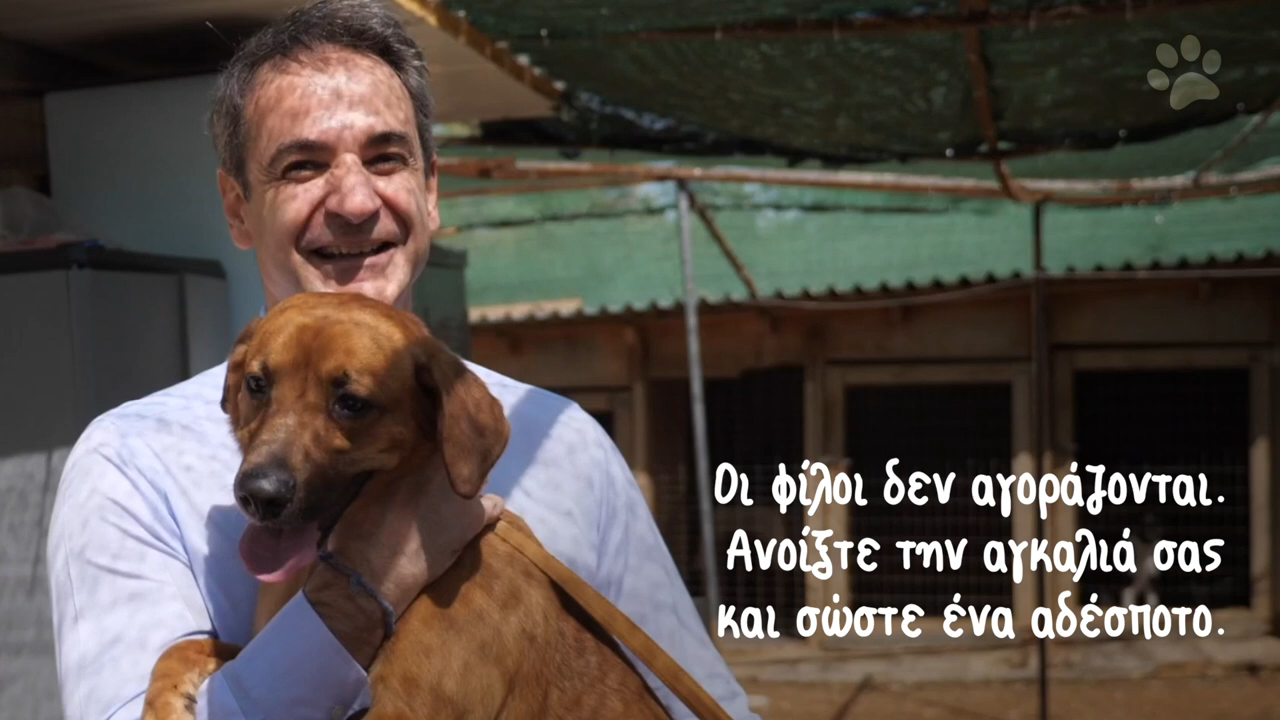 Οι φίλοι δεν αγοράζονται.
Ανοίξτε την αγκαλιά σας
και σώστε ένα αδέσποτο.